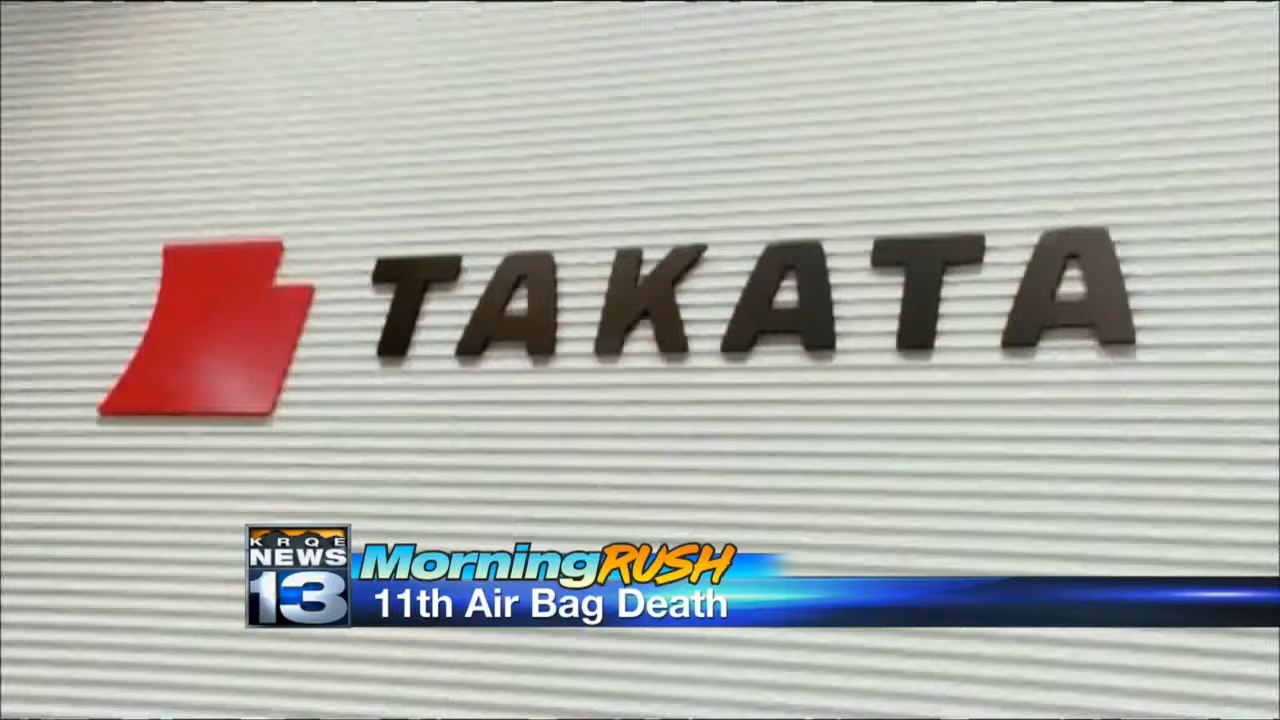 TAKATA
KRQE
NEWS
13
MorningRUSH
11th Air Bag Death